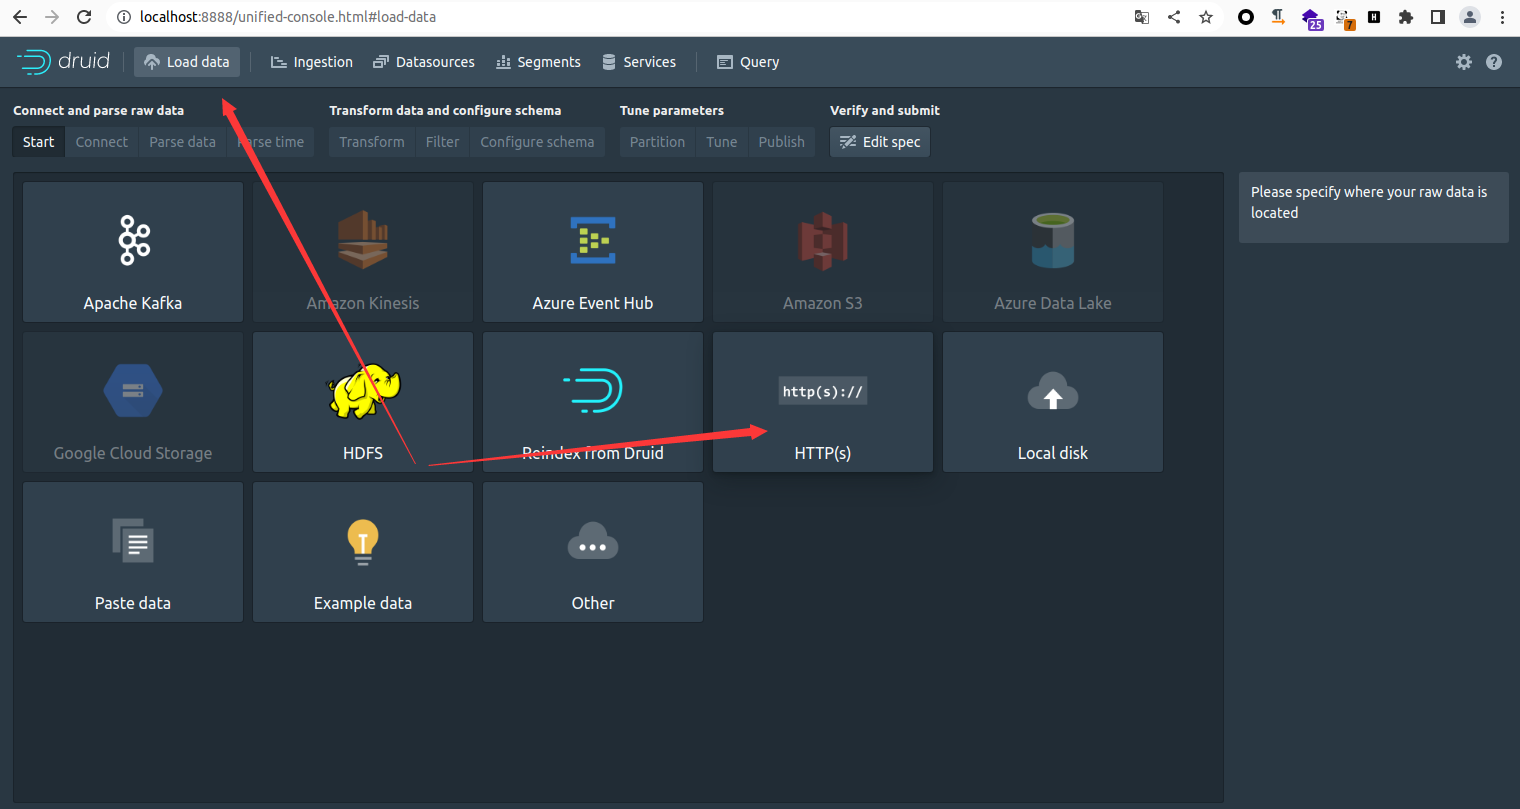 localhost:8888/unified-console.html#load-data
25
7
H
druid
Load data
Ingestion
Datasources
Segments
Services
Query
Connect and parse raw data
Transform data and configure schema
Tune parameters
Verify and submit
Start
Connect
Parse data
Parse time
Transform
Filter
Configure schema
Partition
Tune
Publish
Edit spec
Please specify where your raw data is
located
Apache Kafka
Amazon Kinesis
Azure Event Hub
Amazon S3
Azure Data Lake
http(s)://
Google Cloud Storage
HDFS
Reindex from Druid
HTTP(s)
Local disk
Paste data
Example data
Other